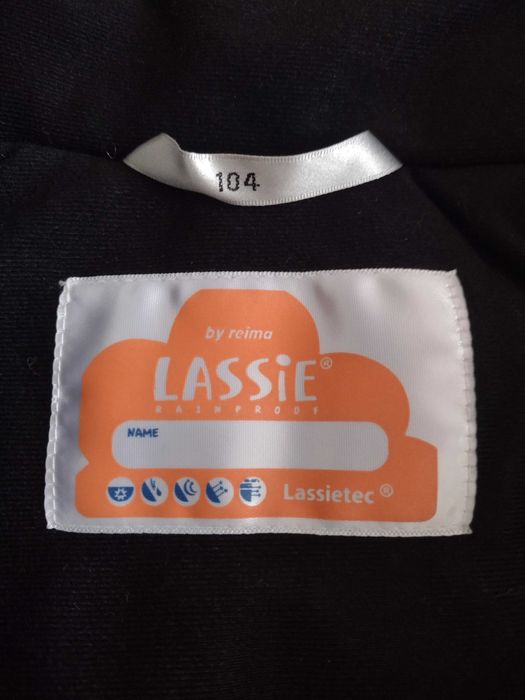 104
by reima
LASSiE®
RAINPROOF
NAME
Lassietec®